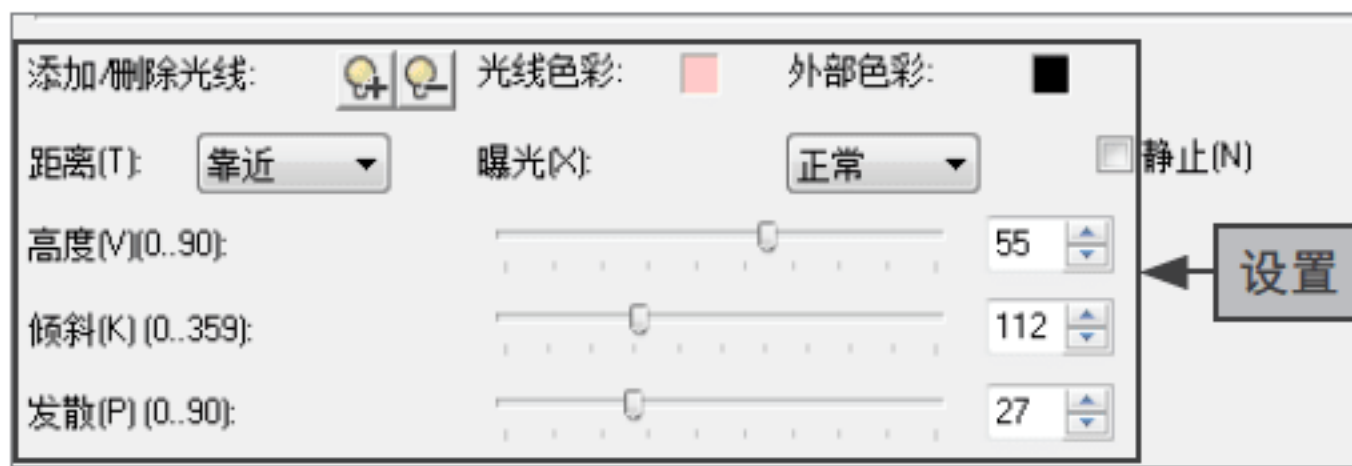 添加/删除光线: 光线色彩: 外部色彩:
距离(T): 靠近 曝光(X): 正常 静止(N)
高度(V)(0..90): 55
设置
倾斜(K) (0..359): 112
发散(P) (0..90): 27